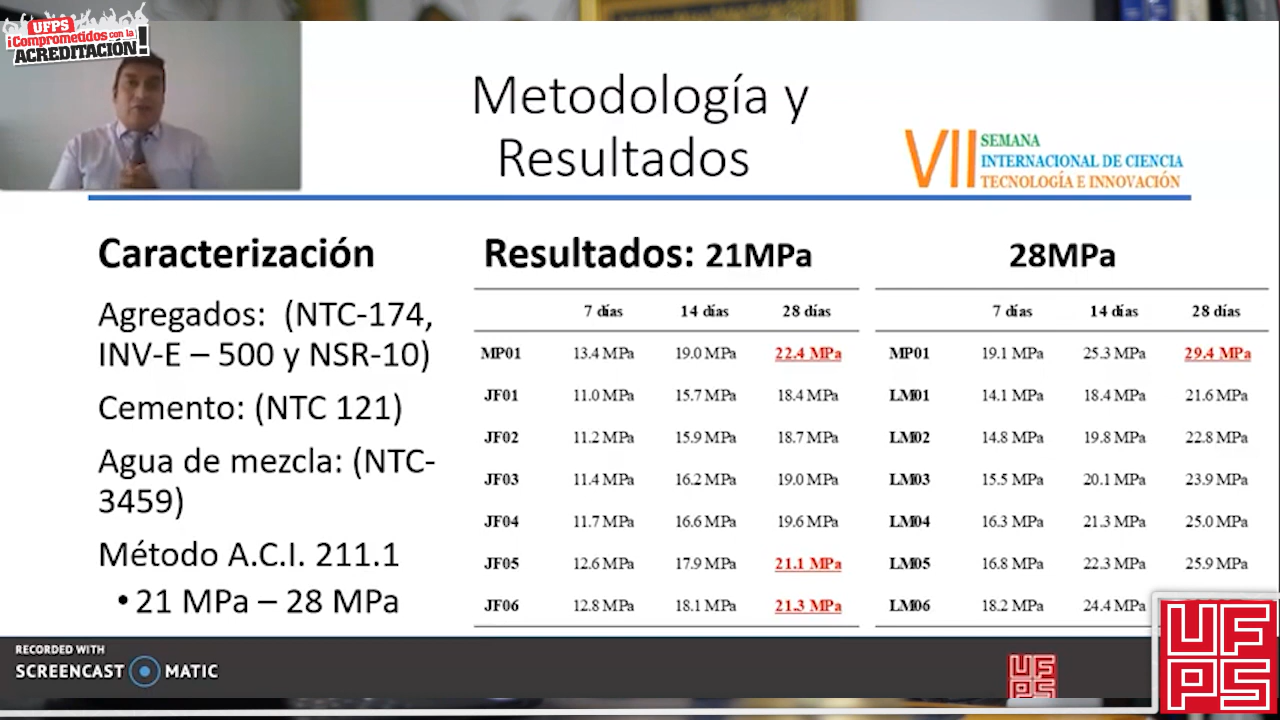 UFPS
¡Comprometidos con la
ACREDITACIÓN!
Metodología y
Resultados
VII SEMANA
INTERNACIONAL DE CIENCIA
TECNOLOGÍA E INNOVACIÓN
Caracterización
Agregados: (NTC-174,
INV-E – 500 y NSR-10)
Cemento: (NTC 121)
Agua de mezcla: (NTC-
3459)
Método A.C.I. 211.1
• 21 MPa – 28 MPa
Resultados: 21MPa
7 días 14 días 28 días
MP01 13.4 MPa 19.0 MPa 22.4 MPa
JF01 11.0 MPa 15.7 MPa 18.4 MPa
JF02 11.2 MPa 15.9 MPa 18.7 MPa
JF03 11.4 MPa 16.2 MPa 19.0 MPa
JF04 11.7 MPa 16.6 MPa 19.6 MPa
JF05 12.6 MPa 17.9 MPa 21.1 MPa
JF06 12.8 MPa 18.1 MPa 21.3 MPa
28MPa
7 días 14 días 28 días
MP01 19.1 MPa 25.3 MPa 29.4 MPa
LM01 14.1 MPa 18.4 MPa 21.6 MPa
LM02 14.8 MPa 19.8 MPa 22.8 MPa
LM03 15.5 MPa 20.1 MPa 23.9 MPa
LM04 16.3 MPa 21.3 MPa 25.0 MPa
LM05 16.8 MPa 22.3 MPa 25.9 MPa
LM06 18.2 MPa 24.4 MPa
RECORDED WITH
SCREENCAST MATIC
UF
PS
UF
PS